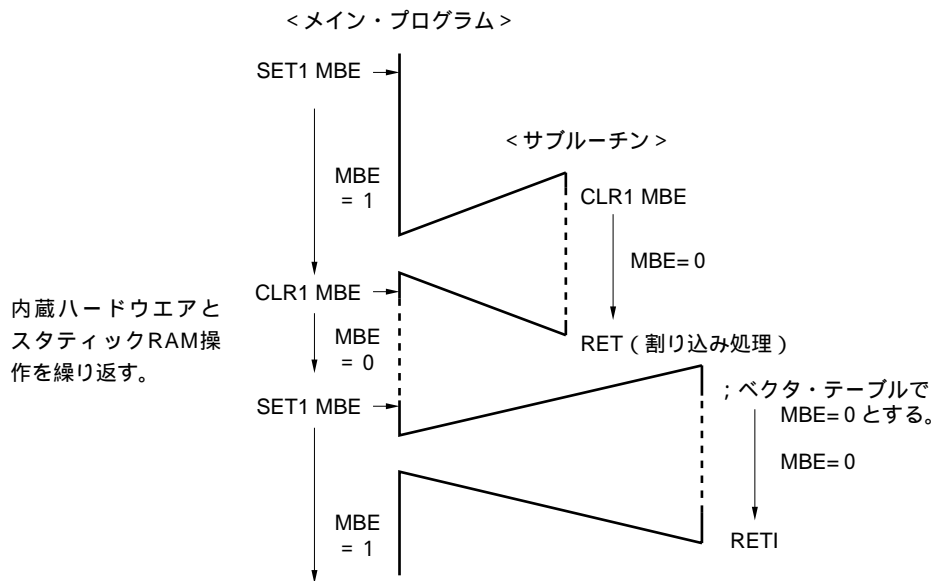 <メイン・プログラム>
SET1 MBE
<サブルーチン>
MBE
= 1
CLR1 MBE
MBE= 0
CLR1 MBE
内蔵ハードウエアと
スタティックRAM操
作を繰り返す。
MBE
= 0
RET(割り込み処理)
;ベクタ・テーブルで
MBE= 0 とする。
SET1 MBE
MBE= 0
MBE
= 1
RETI